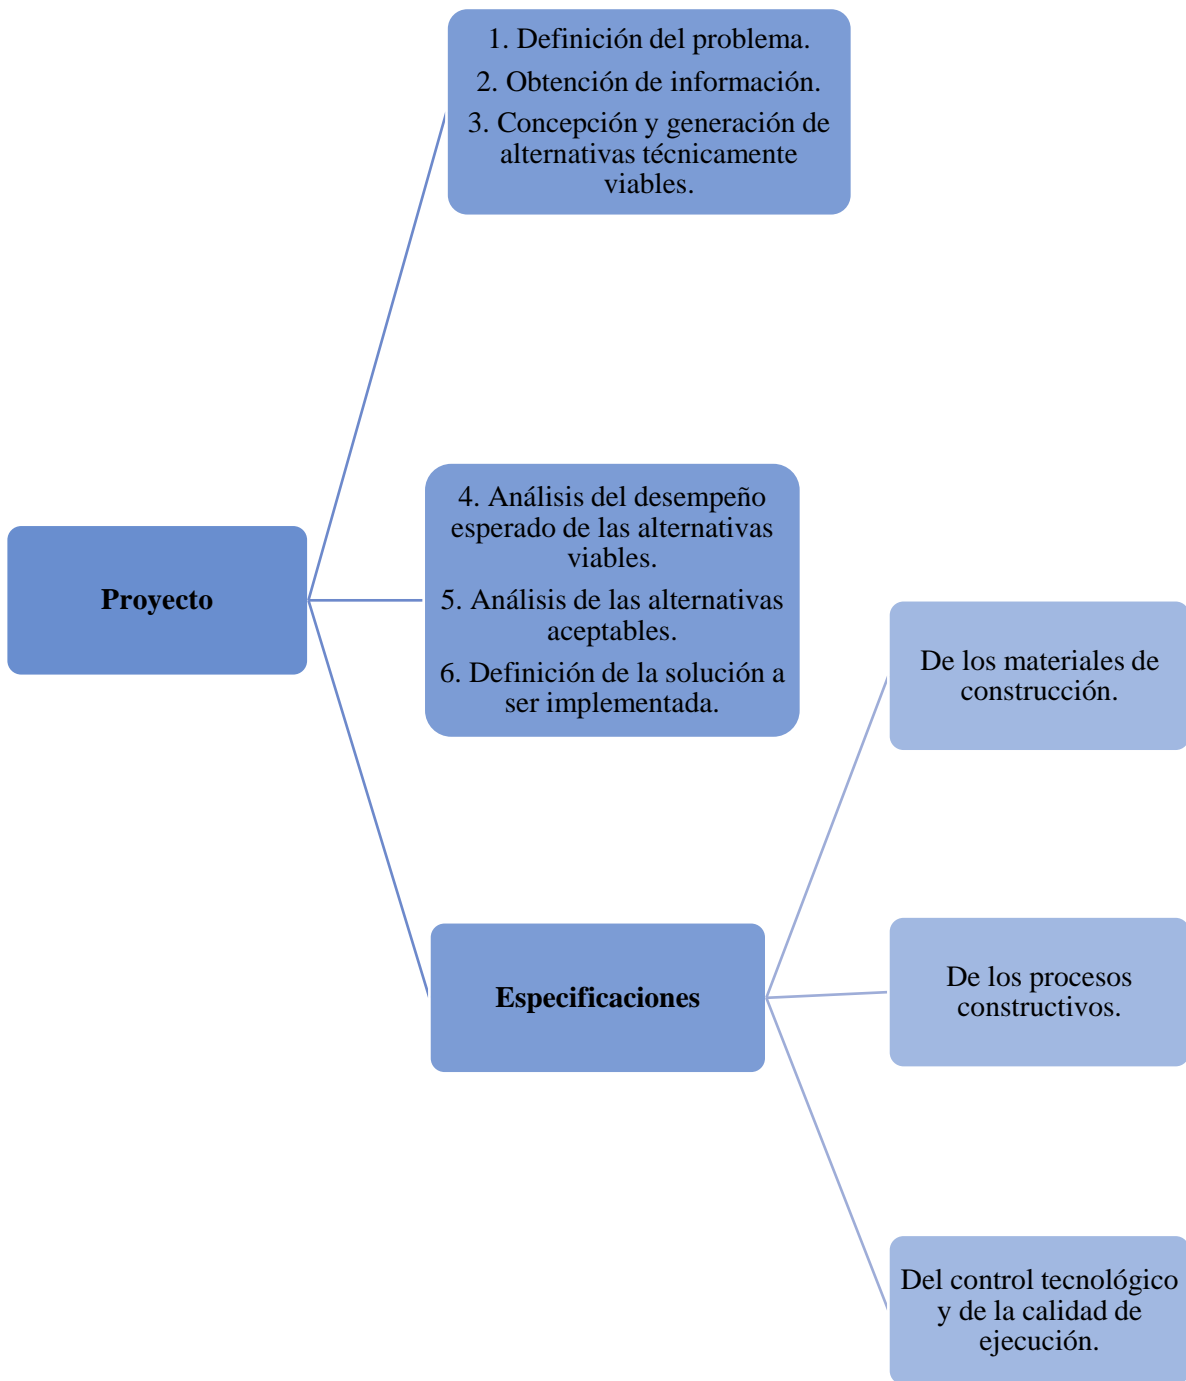 1. Definición del problema.
2. Obtención de información.
3. Concepción y generación de
alternativas técnicamente
viables.
4. Análisis del desempeño
esperado de las alternativas
viables.
5. Análisis de las alternativas
aceptables.
6. Definición de la solución a
ser implementada.
Proyecto
Especificaciones
De los materiales de
construcción.
De los procesos
constructivos.
Del control tecnológico
y de la calidad de
ejecución.